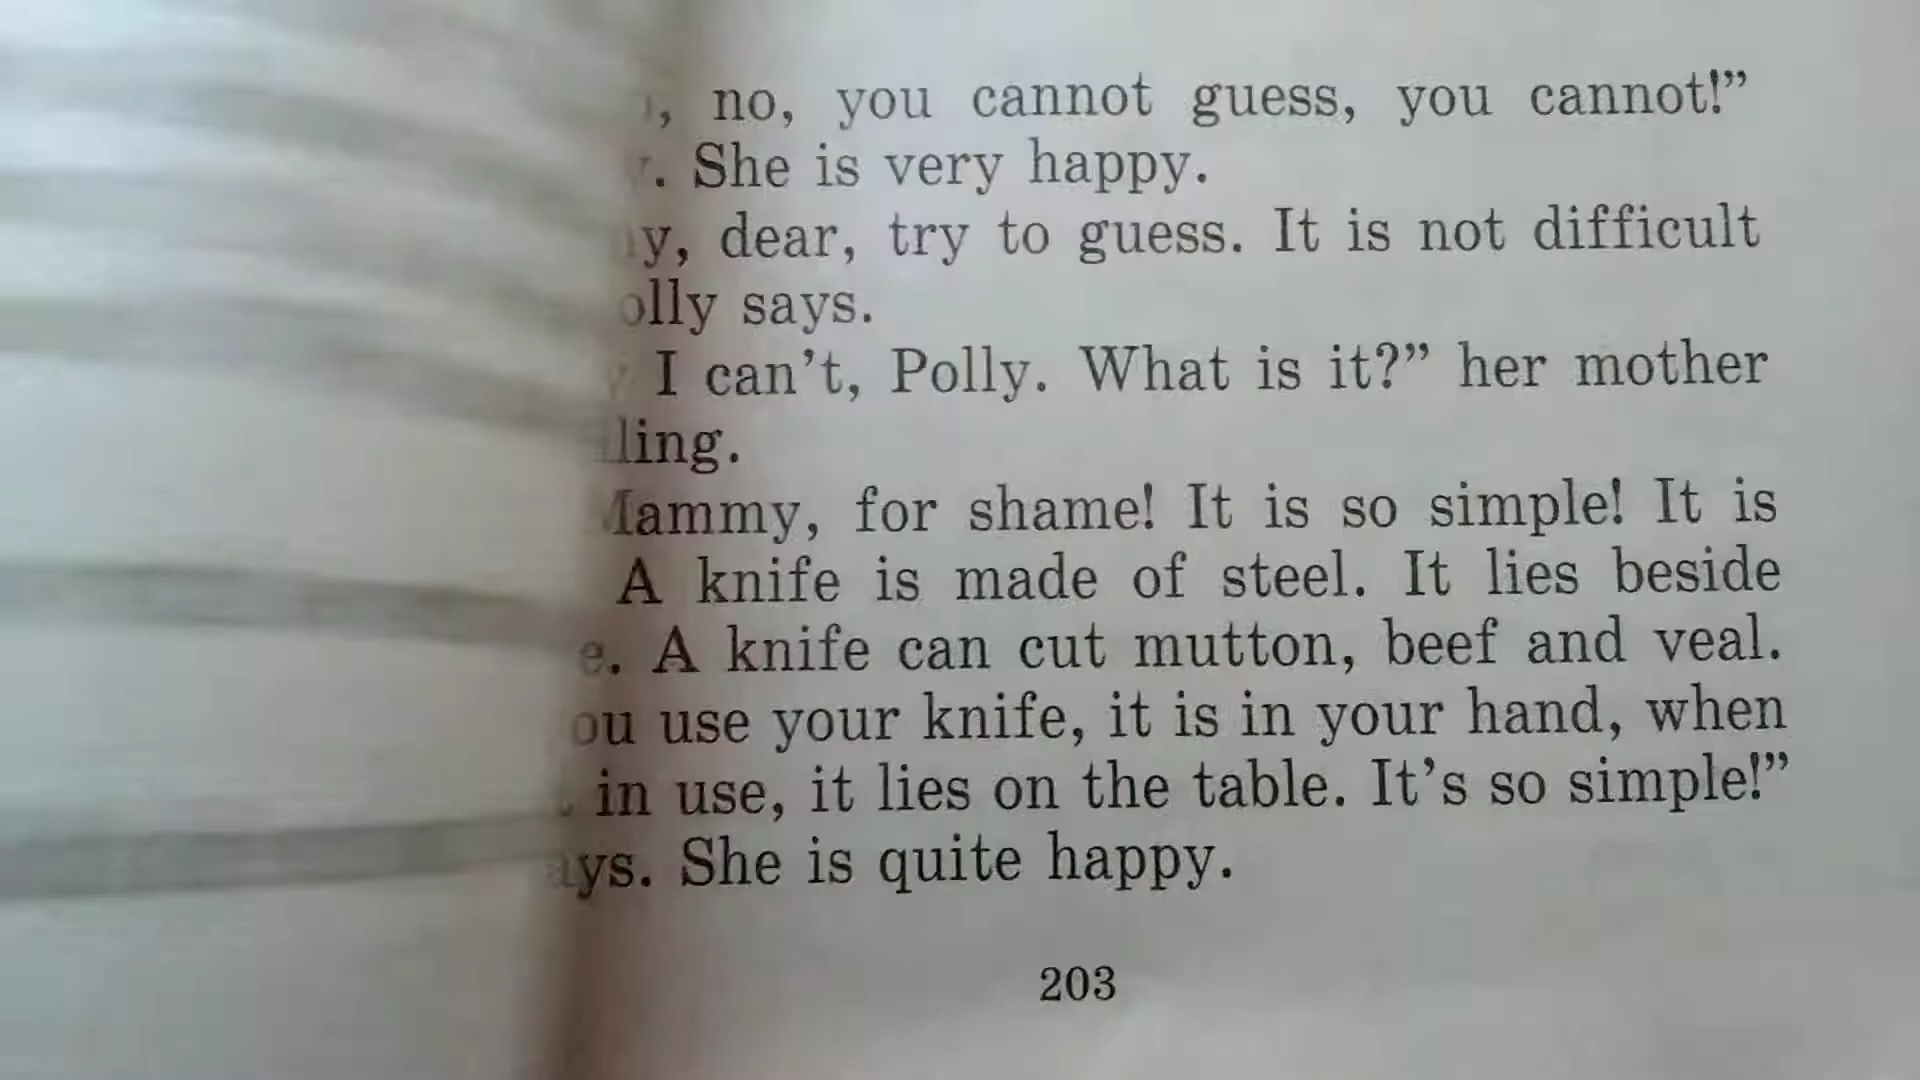 no, you cannot guess, you cannot!”
She is very happy.
dear, try to guess. It is not difficult
olly says.
I can’t, Polly. What is it?” her mother
ling.
ammy, for shame! It is so simple! It is
A knife is made of steel. It lies beside
e. A knife can cut mutton, beef and veal.
ou use your knife, it is in your hand, when
in use, it lies on the table. It’s so simple!”
ys. She is quite happy.
203